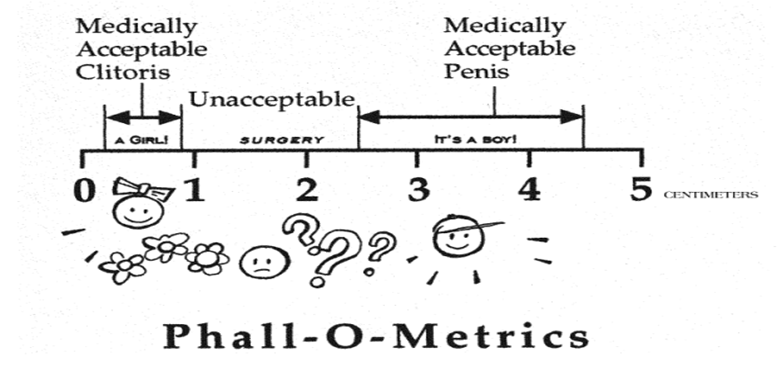 Medically
Acceptable
Clitoris
Medically
Acceptable
Penis
Unacceptable
A GIRL!
SURGERY
IT'S A BOY!
0 1 2 3 4 5 CENTIMETERS
? ? ?
Phall-O-Metrics